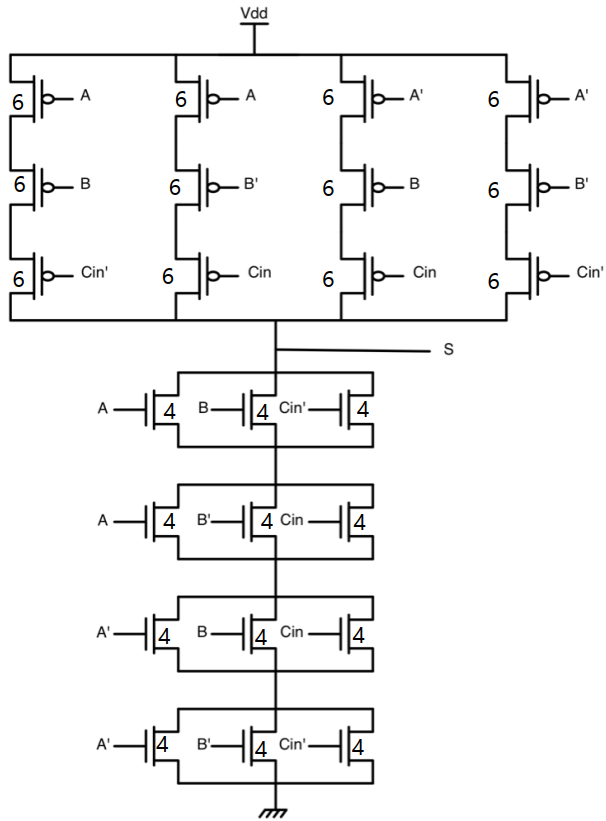 Vdd
6 A 6 A 6 A' 6 A'
6 B 6 B' 6 B 6 B'
6 Cin' 6 Cin 6 Cin 6 Cin'
S
A 4 B 4 Cin' 4
A 4 B' 4 Cin 4
A' 4 B 4 Cin 4
A' 4 B' 4 Cin' 4